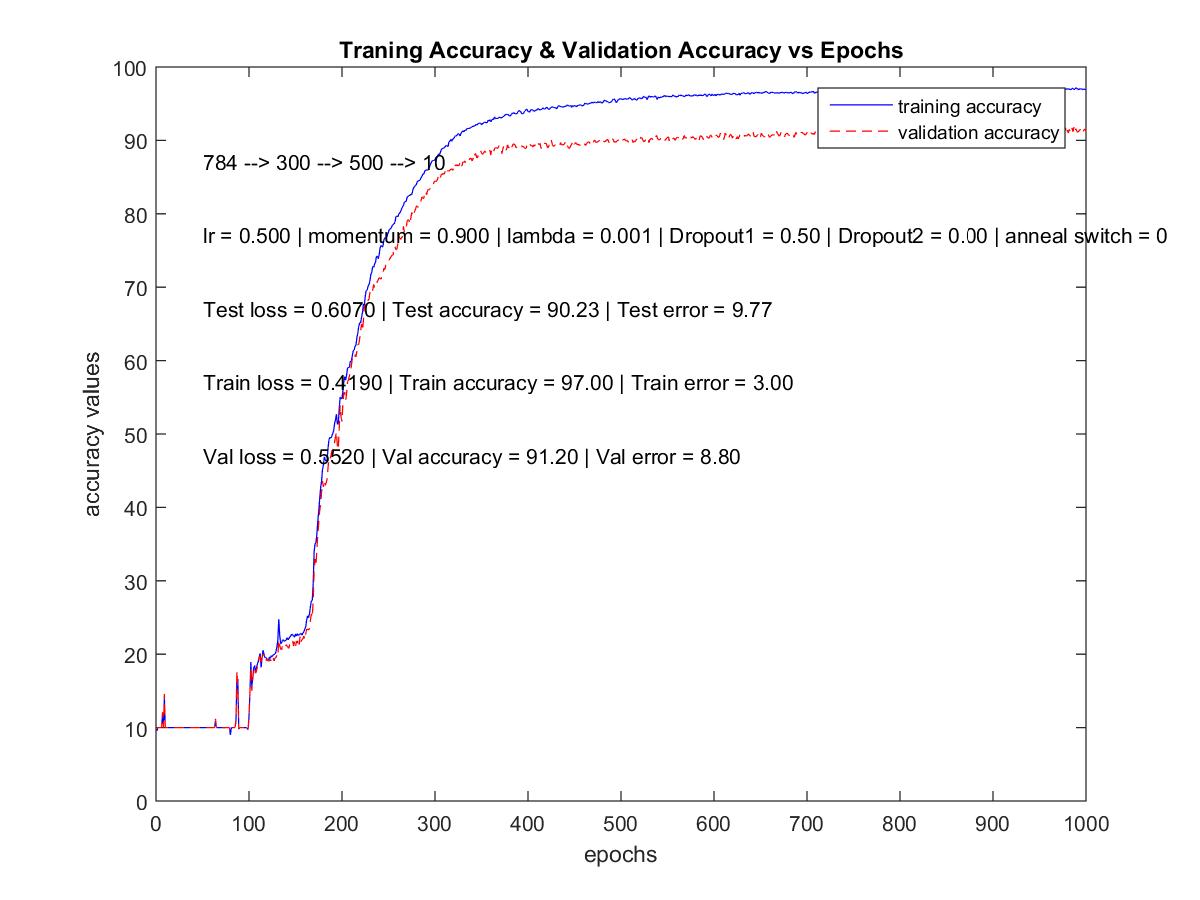 Traning Accuracy & Validation Accuracy vs Epochs
100
90
80
70
60
50
40
30
20
10
0
accuracy values
training accuracy
validation accuracy
784 --> 300 --> 500 --> 10
lr = 0.500 | momentum = 0.900 | lambda = 0.001 | Dropout1 = 0.50 | Dropout2 = 0.00 | anneal switch = 0
Test loss = 0.6070 | Test accuracy = 90.23 | Test error = 9.77
Train loss = 0.4190 | Train accuracy = 97.00 | Train error = 3.00
Val loss = 0.5520 | Val accuracy = 91.20 | Val error = 8.80
0 100 200 300 400 500 600 700 800 900 1000
epochs